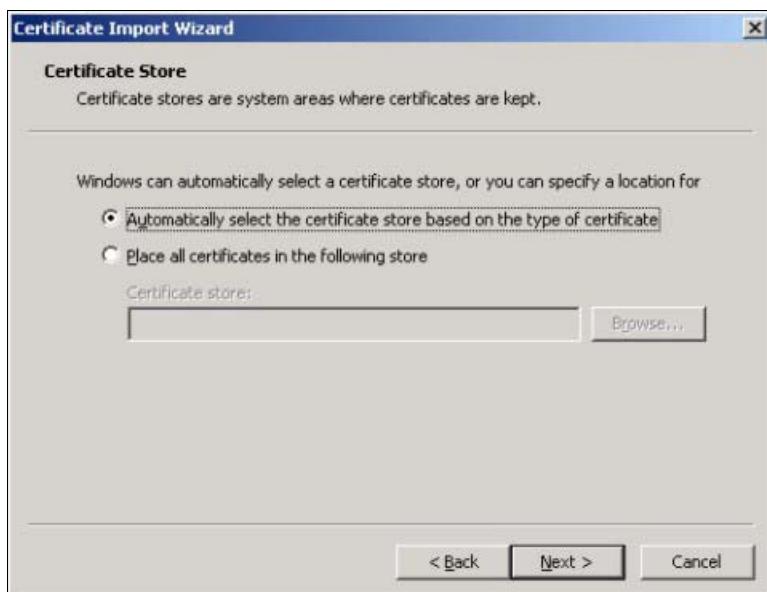 Certificate Import Wizard
Certificate Store
Certificate stores are system areas where certificates are kept.
Windows can automatically select a certificate store, or you can specify a location for
Automatically select the certificate store based on the type of certificate
Place all certificates in the following store
Certificate store:
Browse...
< Back
Next >
Cancel